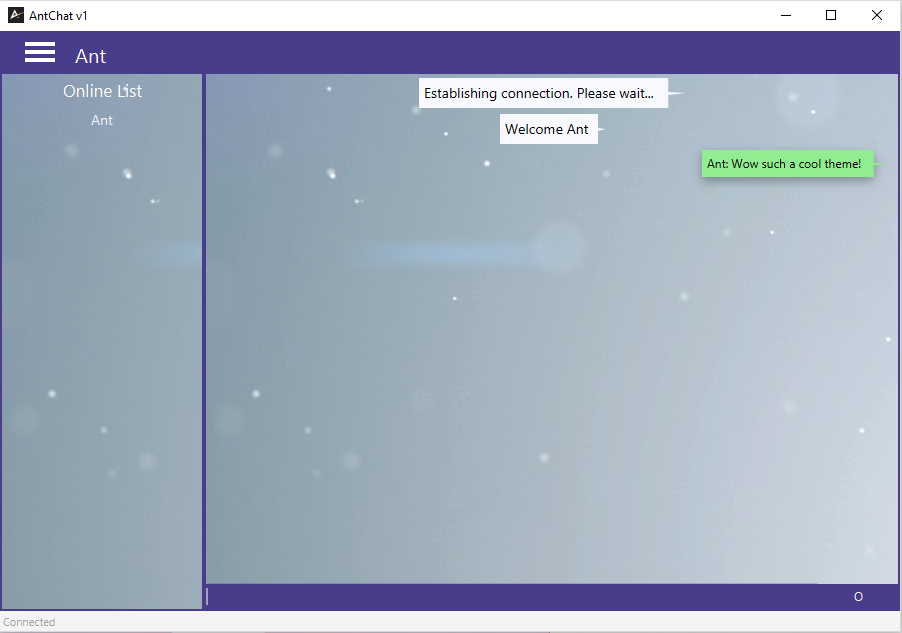 AntChat v1
Ant
Online List
Ant
Establishing connection. Please wait...
Welcome Ant
Ant: Wow such a cool theme!
O
Connected